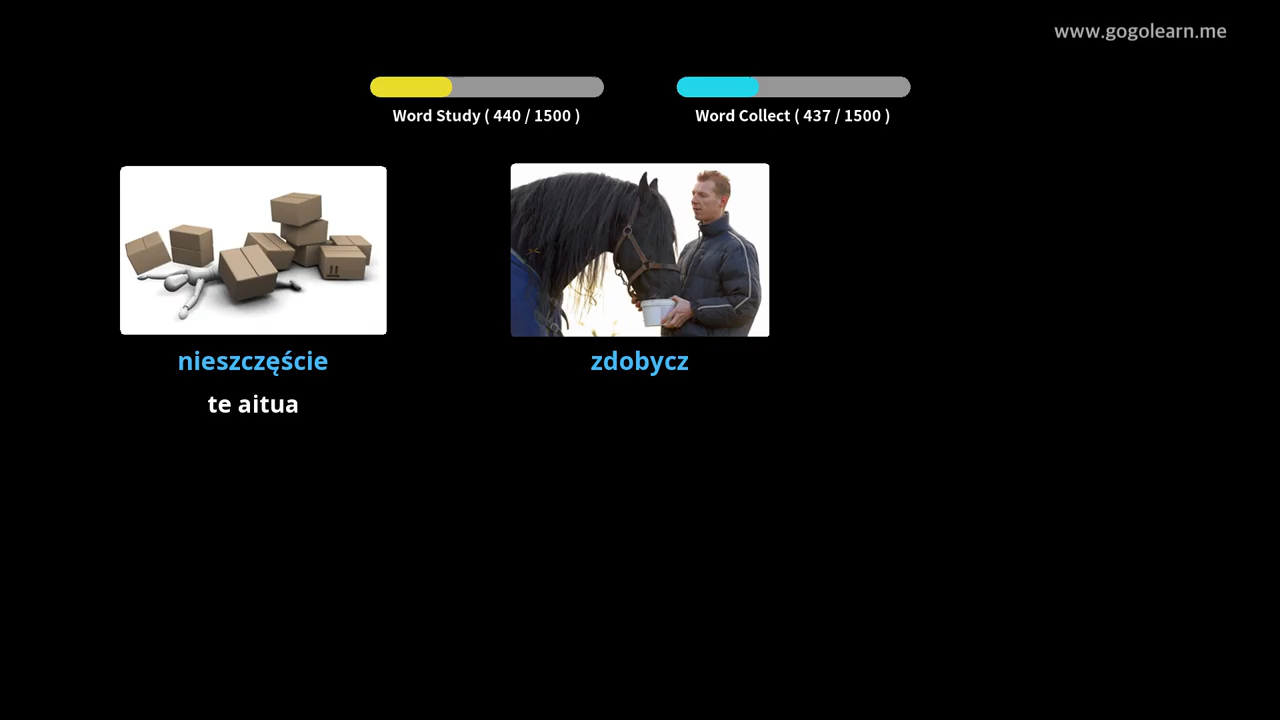 www.gogolearn.me
Word Study ( 440 / 1500 )
Word Collect ( 437 / 1500 )
nieszczęście
zdobycz
te aitua